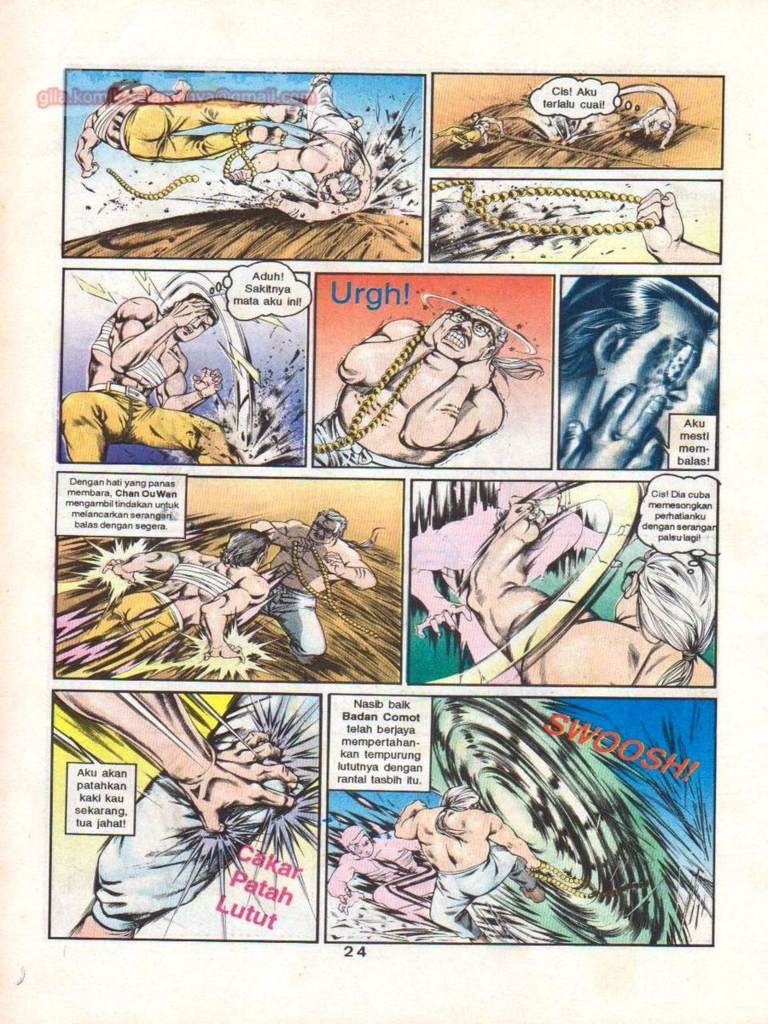 gila.komik
Cis! Aku
terlalu cuai!
Aduh!
Sakitnya
mata aku ini!
Urgh!
Aku
mesti
mem-
balas!
Dengan hati yang panas
membara, Chan Ou Wan
mengambil tindakan untuk
melancarkan serangan
balas dengan segera.
Cis! Dia cuba
memesongkan
perhatianku
dengan serangan
palsu lagi!
Aku akan
patahkan
kaki kau
sekarang,
tua jahat!
Cakar
Patah
Lutut
Nasib baik
Badan Comot
telah berjaya
mempertahan-
kan tempurung
lututnya dengan
rantai tasbih itu.
SWOOSH!
24